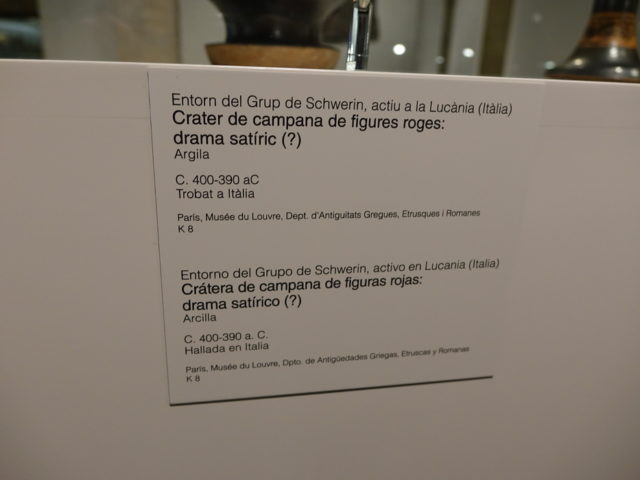 Entorn del Grup de Schwerin, actiu a la Lucània (Itàlia)
Crater de campana de figures roges:
drama satíric (?)
Argila
C. 400-390 aC
Trobat a Itàlia
París, Musée du Louvre, Dept. d'Antiguitats Gregues, Etrusques i Romanes
K 8
Entorno del Grupo de Schwerin, activo en Lucania (Italia)
Crátera de campana de figuras rojas:
drama satírico (?)
Arcilla
C. 400-390 a. C.
Hallada en Italia
París, Musée du Louvre, Dpto. de Antigüedades Griegas, Etruscas y Romanas
K 8